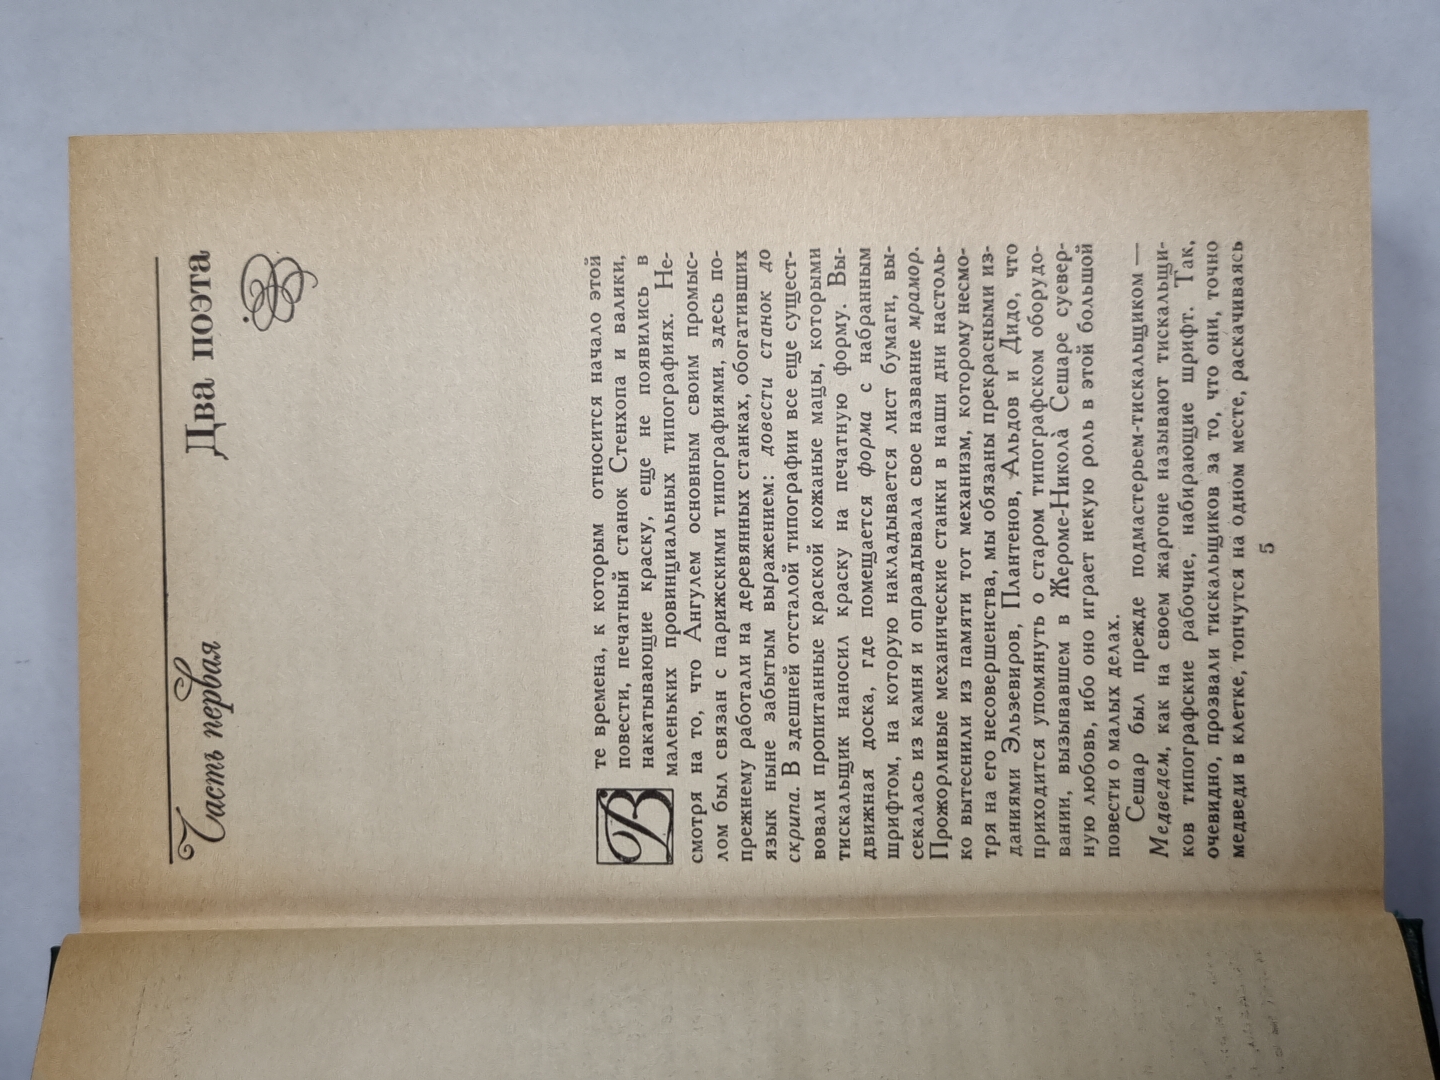 Часть первая
Два поэта
В те времена, к которым относится начало этой
повести, печатный станок Стенхопа и валики,
накатывающие краску, еще не появились в
маленьких провинциальных типографиях. Не-
смотря на то, что Ангулем основным своим промыс-
лом был связан с парижскими типографиями, здесь по-
прежнему работали на деревянных станках, обогативших
язык ныне забытым выражением: довести станок до
скрипа. В здешней отсталой типографии все еще сущест-
вовали пропитанные краской кожаные мацы, которыми
тискальщик наносил краску на печатную форму. Вы-
движная доска, где помещается форма с набранным
шрифтом, на которую накладывается лист бумаги, вы-
секалась из камня и оправдывала свое название мрамор.
Прожорливые механические станки в наши дни настоль-
ко вытеснили из памяти тот механизм, которому несмо-
тря на его несовершенства, мы обязаны прекрасными из-
даниями Эльзевиров, Плантенов, Альдов и Дидо, что
приходится упомянуть о старом типографском оборудо-
вании, вызывавшем в Жероме-Никола Сешаре суевер-
ную любовь, ибо оно играет некую роль в этой большой
повести о малых делах.
Сешар был прежде подмастерьем-тискальщиком —
Медведем, как на своем жаргоне называют тискальщи-
ков типографские рабочие, набирающие шрифт. Так,
очевидно, прозвали тискальщиков за то, что они, точно
медведи в клетке, топчутся на одном месте, раскачиваясь
5